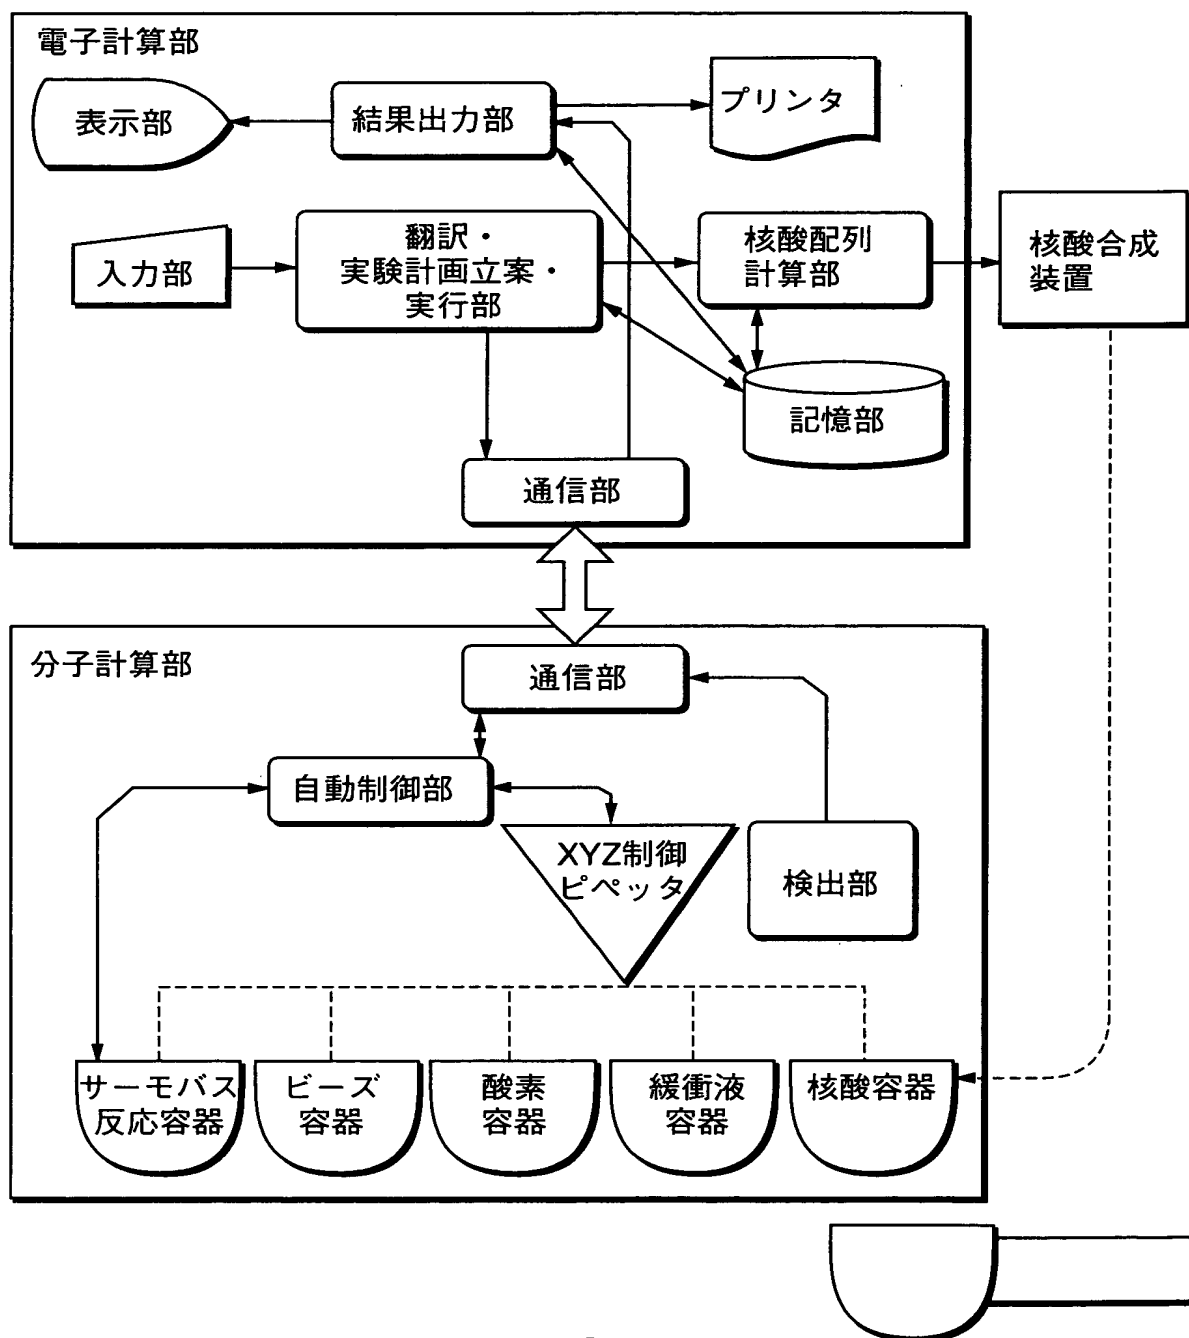 電子計算部
表示部
結果出力部
プリンタ
入力部
翻訳・
実験計画立案・
実行部
核酸配列
計算部
核酸合成
装置
記憶部
通信部
分子計算部
通信部
自動制御部
XYZ制御
ピペッタ
検出部
サーモバス
反応容器
ビーズ
容器
酸素
容器
緩衝液
容器
核酸容器